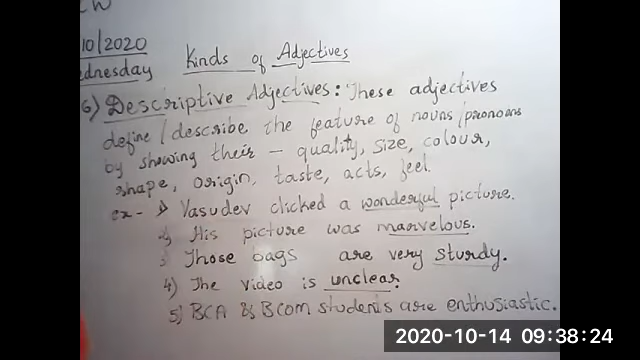 CW
10/2020
Kinds of Adjectives
dnesday
6) Descriptive Adjectives: These adjectives
define / describe the feature of nouns / pronouns
by showing their - quality, size, colour,
shape, origin, taste, acts, feel.
ex- 1) Vasudev clicked a wonderful picture.
2) His picture was marvelous.
3) Those bags are very sturdy.
4) The video is unclear.
5) BCA & BCOM students are enthusiastic.
2020-10-14 09:38:24